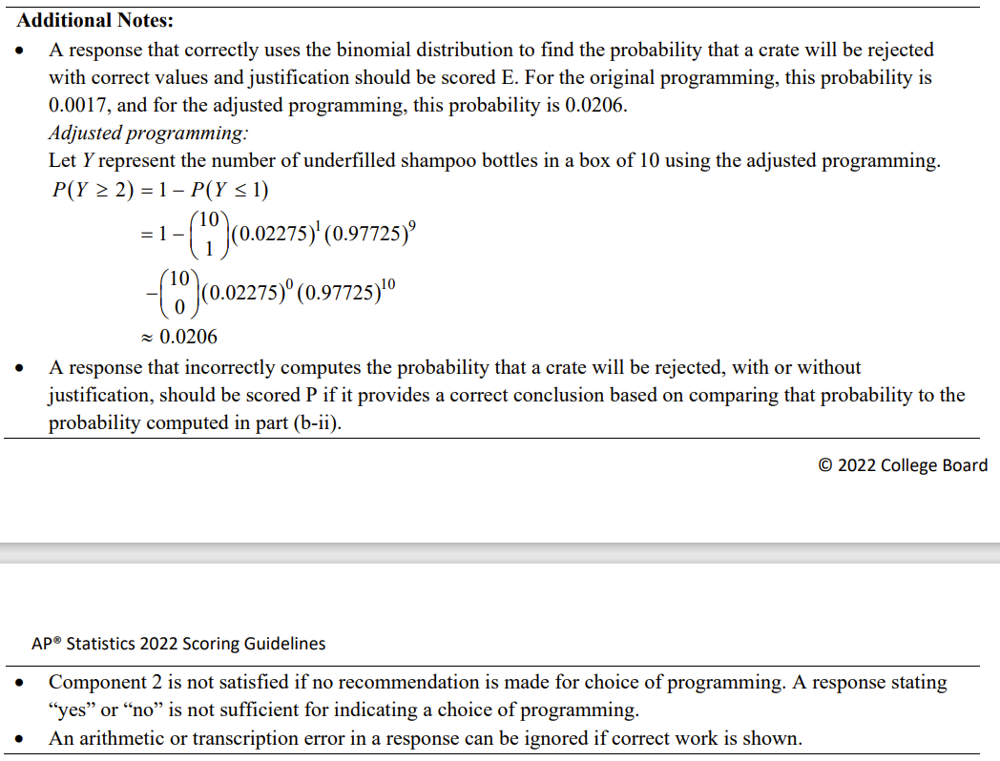 Additional Notes:
• A response that correctly uses the binomial distribution to find the probability that a crate will be rejected
with correct values and justification should be scored E. For the original programming, this probability is
0.0017, and for the adjusted programming, this probability is 0.0206.
Adjusted programming:
Let Y represent the number of underfilled shampoo bottles in a box of 10 using the adjusted programming.
P(Y ≥ 2) = 1 – P(Y ≤ 1)
= 1 – (10 1)(0.02275)¹(0.97725)⁹
– (10 0)(0.02275)⁰(0.97725)¹⁰
≈ 0.0206
• A response that incorrectly computes the probability that a crate will be rejected, with or without
justification, should be scored P if it provides a correct conclusion based on comparing that probability to the
probability computed in part (b-ii).
© 2022 College Board
AP® Statistics 2022 Scoring Guidelines
• Component 2 is not satisfied if no recommendation is made for choice of programming. A response stating
“yes” or “no” is not sufficient for indicating a choice of programming.
• An arithmetic or transcription error in a response can be ignored if correct work is shown.